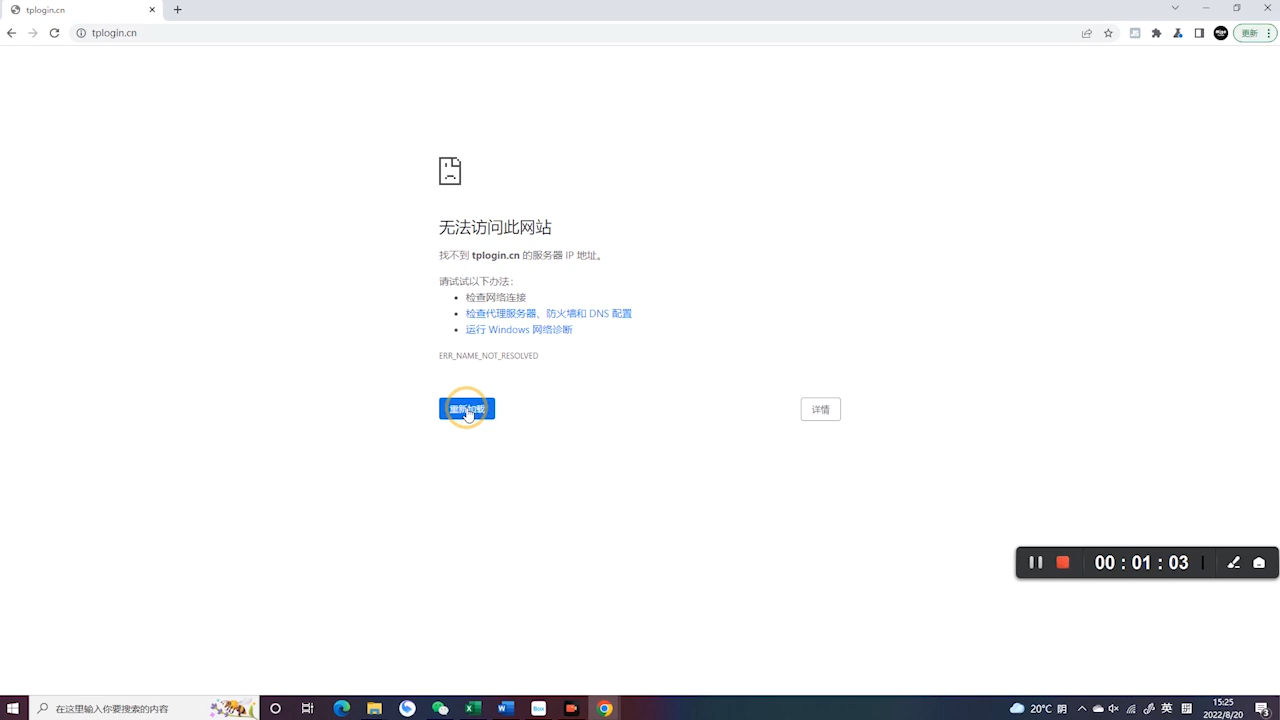 tplogin.cn
tplogin.cn
更新
无法访问此网站
找不到 tplogin.cn 的服务器 IP 地址。
请试试以下办法：
检查网络连接
检查代理服务器、防火墙和 DNS 配置
运行 Windows 网络诊断
ERR_NAME_NOT_RESOLVED
重新加载
详情
00 : 01 : 03
在这里输入你要搜索的内容
Box
20°C 阴
英
拼
15:25
2022/8/20